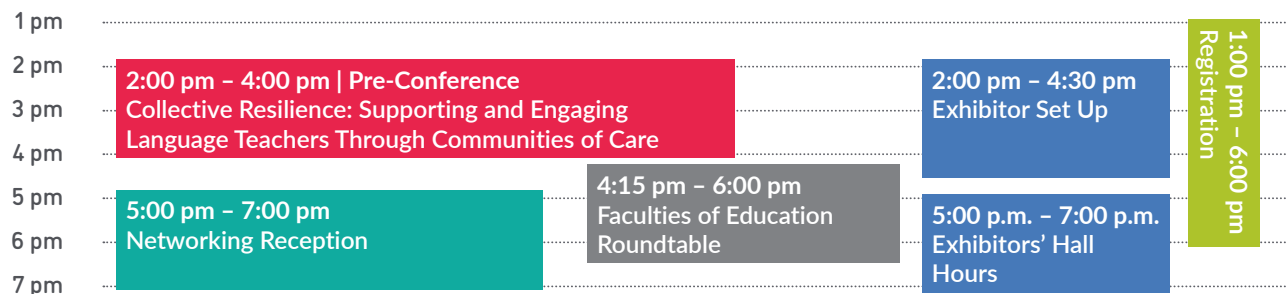 1 pm
2 pm
3 pm
4 pm
5 pm
6 pm
7 pm
2:00 pm – 4:00 pm | Pre-Conference
Collective Resilience: Supporting and Engaging
Language Teachers Through Communities of Care
2:00 pm – 4:30 pm
Exhibitor Set Up
1:00 pm – 6:00 pm
Registration
4:15 pm – 6:00 pm
Faculties of Education
Roundtable
5:00 pm – 7:00 pm
Networking Reception
5:00 p.m. – 7:00 p.m.
Exhibitors’ Hall
Hours